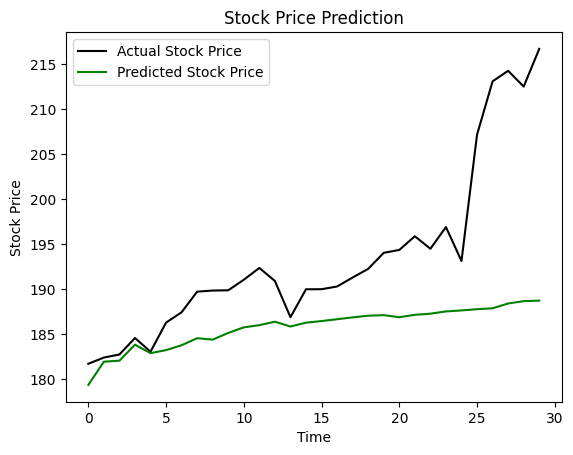 Stock Price Prediction
Actual Stock Price
Predicted Stock Price
Stock Price
215
210
205
200
195
190
185
180
0 5 10 15 20 25 30
Time